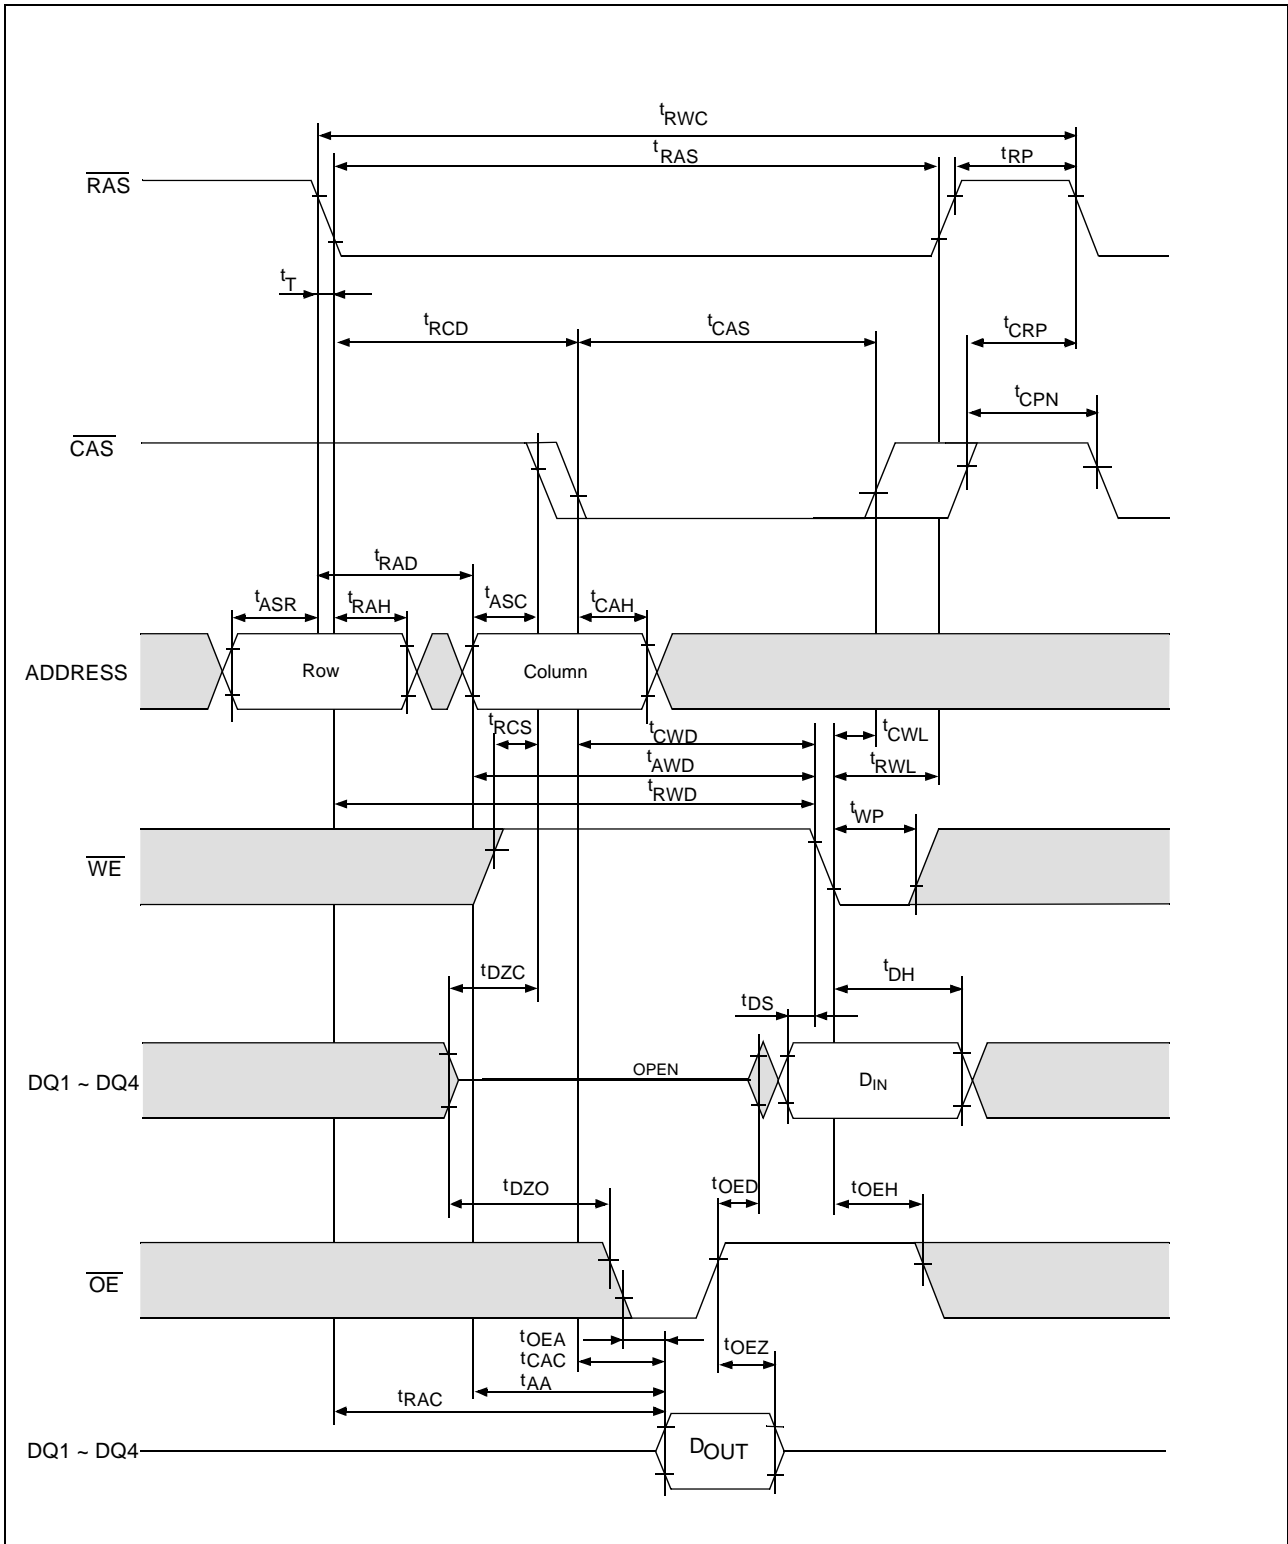 tRWC
tRAS
tRP
RAS
tT
tRCD
tCAS
tCRP
tCPN
CAS
tRAD
tASR
tRAH
tASC
tCAH
ADDRESS
Row
Column
tRCS
tCWD
tCWL
tAWD
tRWL
tRWD
tWP
WE
tDZC
tDH
tDS
DQ1 ~ DQ4
OPEN
DIN
tDZO
tOED
tOEH
OE
tOEA
tOEZ
tCAC
tAA
tRAC
DQ1 ~ DQ4
DOUT